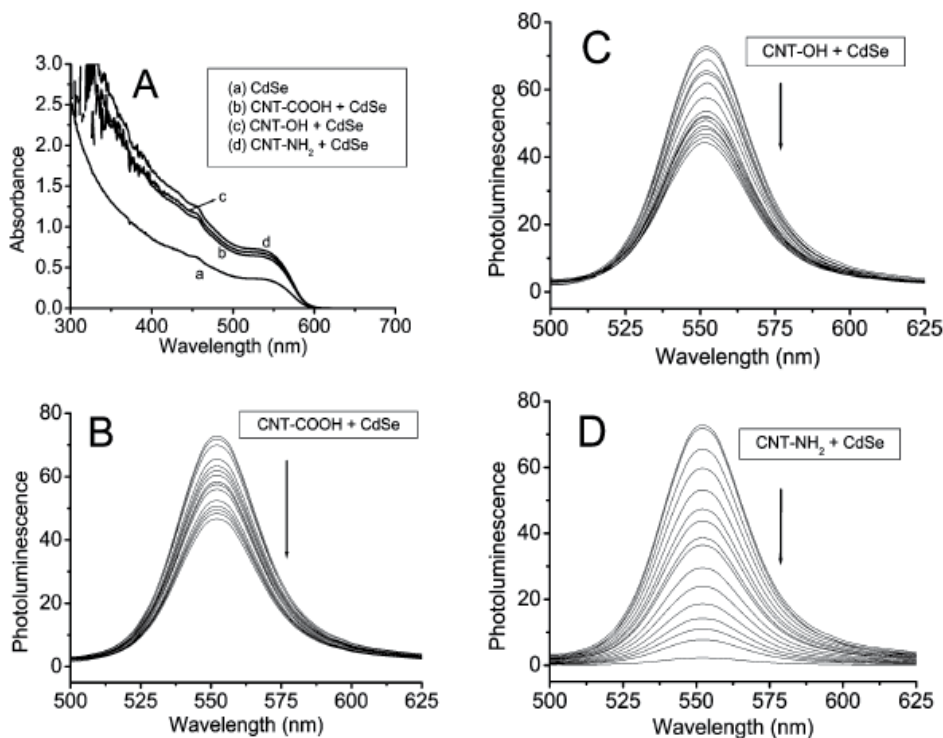 A
(a) CdSe
(b) CNT-COOH + CdSe
(c) CNT-OH + CdSe
(d) CNT-NH₂ + CdSe
c
d
b
a
Absorbance
3.0
2.5
2.0
1.5
1.0
0.5
0.0
300 400 500 600 700
Wavelength (nm)
C
CNT-OH + CdSe
Photoluminescence
80
60
40
20
0
500 525 550 575 600 625
Wavelength (nm)
B
CNT-COOH + CdSe
Photoluminescence
80
60
40
20
0
500 525 550 575 600 625
Wavelength (nm)
D
CNT-NH₂ + CdSe
Photoluminescence
80
60
40
20
0
500 525 550 575 600 625
Wavelength (nm)